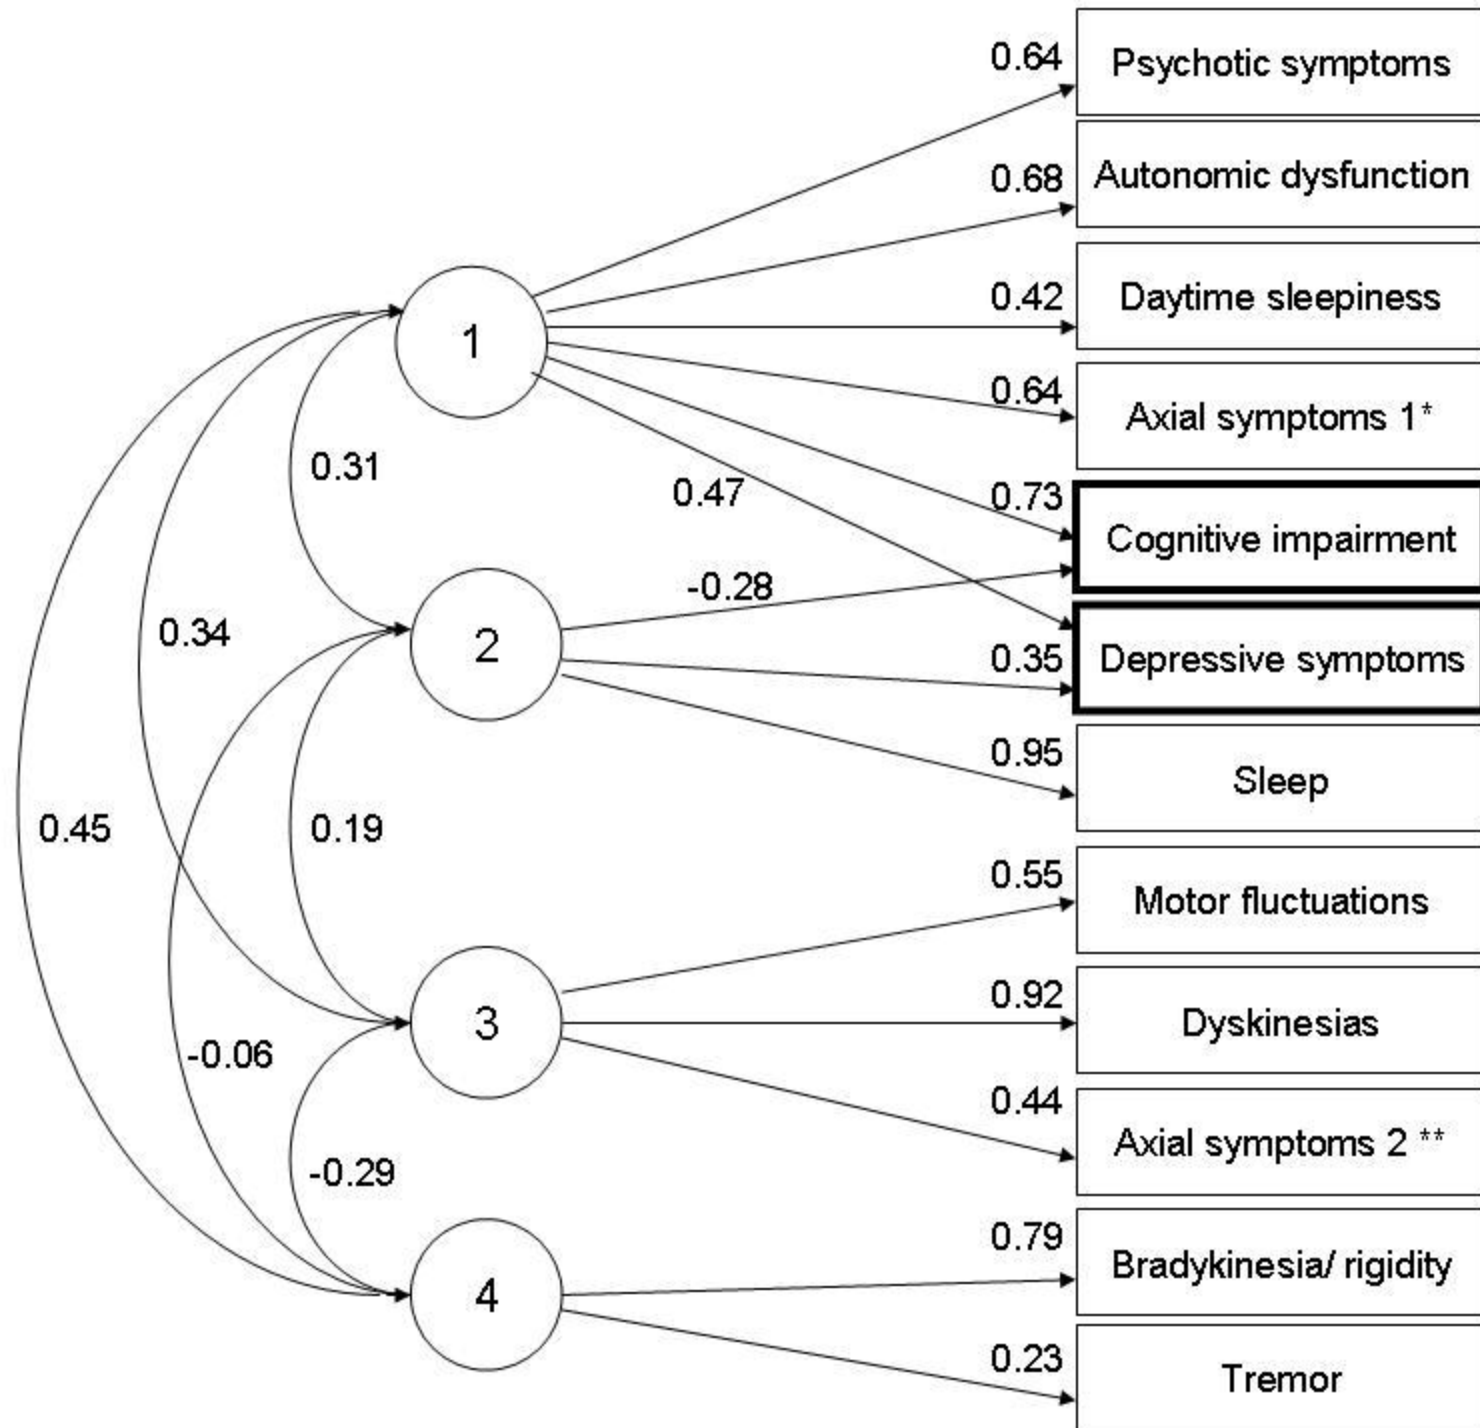 0.64 Psychotic symptoms
0.68 Autonomic dysfunction
0.42 Daytime sleepiness
1
0.64 Axial symptoms 1*
0.31
0.47
0.73 Cognitive impairment
-0.28
0.34
2
0.35 Depressive symptoms
0.95 Sleep
0.45
0.19
0.55 Motor fluctuations
3
0.92 Dyskinesias
-0.06
0.44 Axial symptoms 2 **
-0.29
0.79 Bradykinesia/ rigidity
4
0.23 Tremor